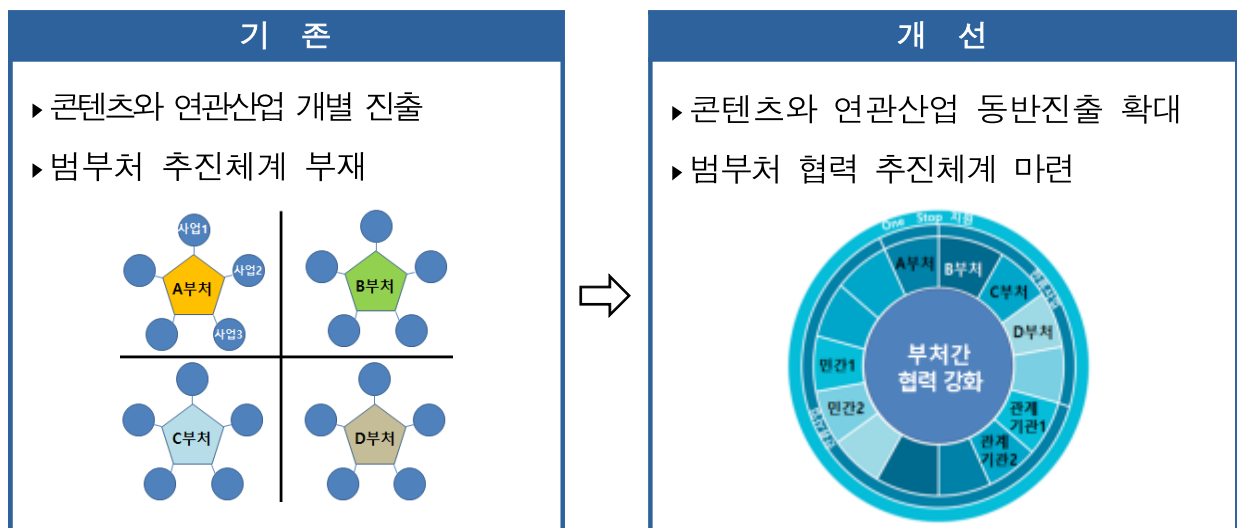 기 존
▸콘텐츠와 연관산업 개별 진출
▸범부처 추진체계 부재
사업1
사업2
A부처
사업3
B부처
C부처
D부처
개 선
▸콘텐츠와 연관산업 동반진출 확대
▸범부처 협력 추진체계 마련
One Stop 지원
A부처
B부처
C부처
D부처
관계
기관1
관계
기관2
민간2
민간1
부처간
협력 강화